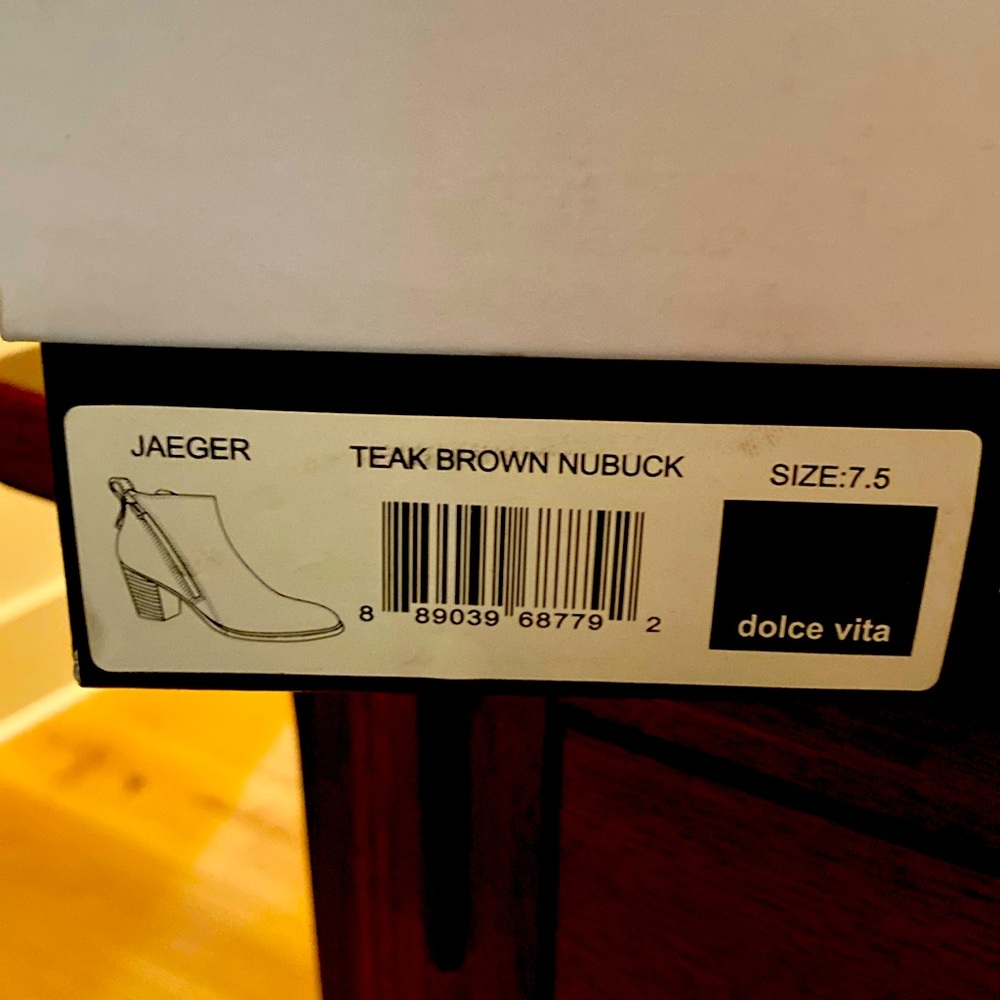 JAEGER
TEAK BROWN NUBUCK
SIZE:7.5
8 89039 68779 2
dolce vita